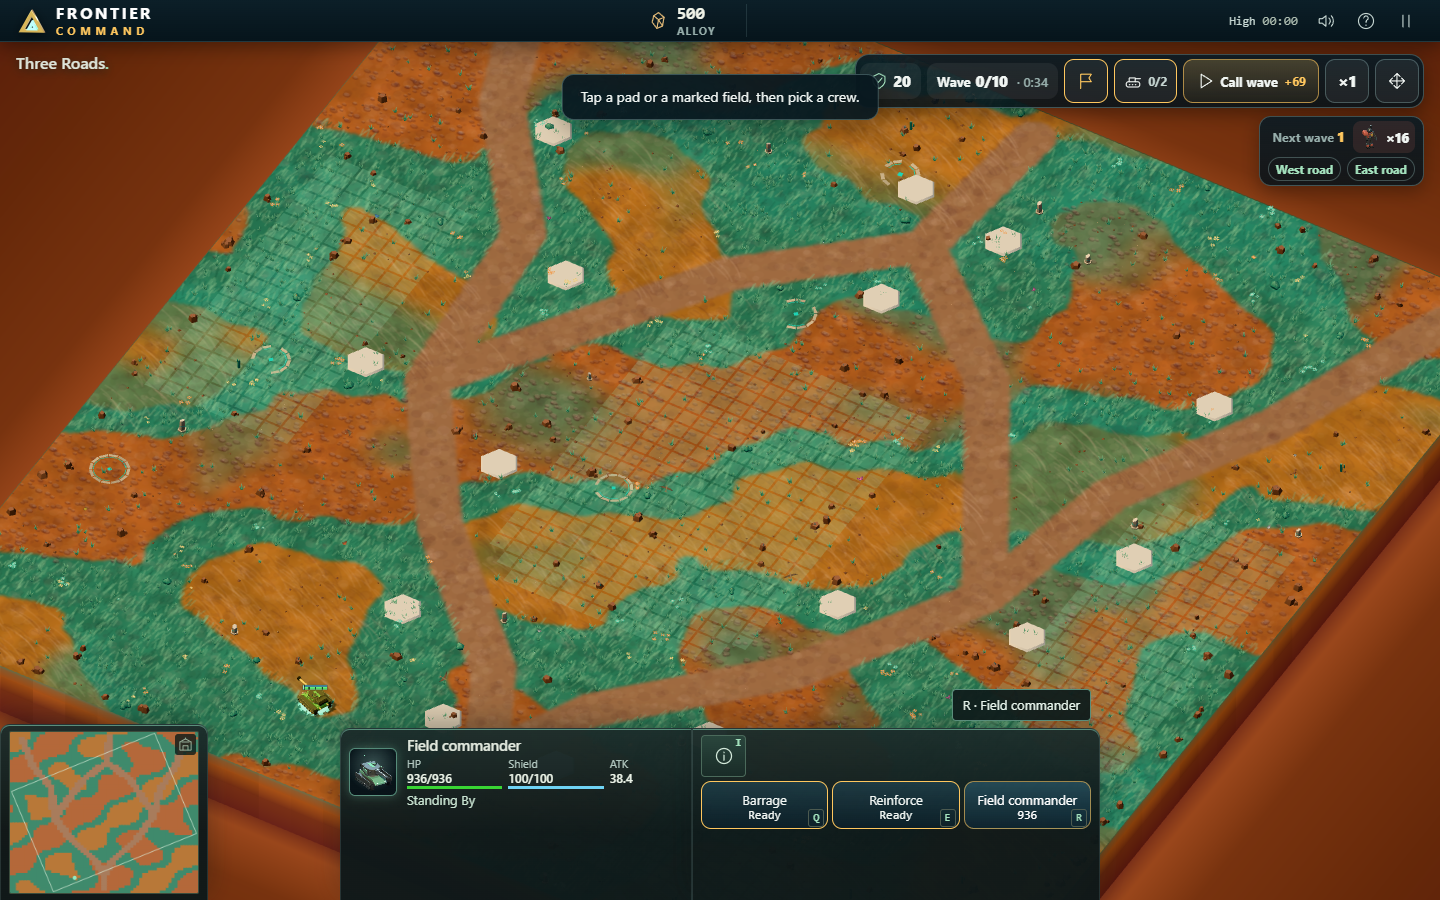 FRONTIER
COMMAND
500
ALLOY
High 00:00
Three Roads.
Tap a pad or a marked field, then pick a crew.
20
Wave 0/10 · 0:34
0/2
Call wave +69
×1
Next wave 1
×16
West road
East road
R · Field commander
Field commander
HP
936/936
Shield
100/100
ATK
38.4
Standing By
I
Barrage
Ready
Q
Reinforce
Ready
E
Field commander
936
R